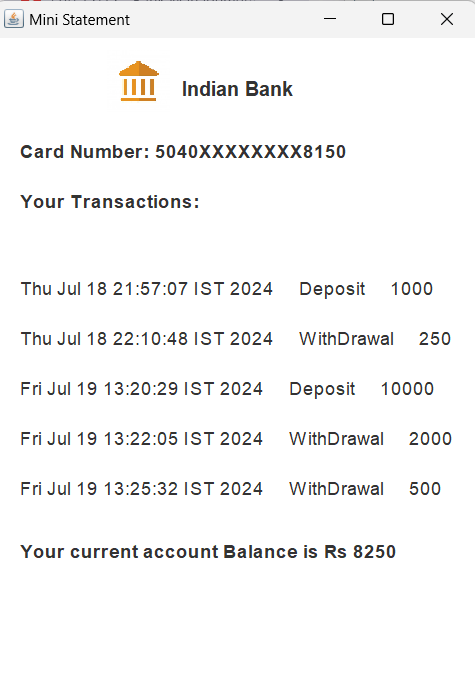 Mini Statement
Indian Bank
Card Number: 5040XXXXXXXX8150
Your Transactions:
Thu Jul 18 21:57:07 IST 2024 Deposit 1000
Thu Jul 18 22:10:48 IST 2024 WithDrawal 250
Fri Jul 19 13:20:29 IST 2024 Deposit 10000
Fri Jul 19 13:22:05 IST 2024 WithDrawal 2000
Fri Jul 19 13:25:32 IST 2024 WithDrawal 500
Your current account Balance is Rs 8250